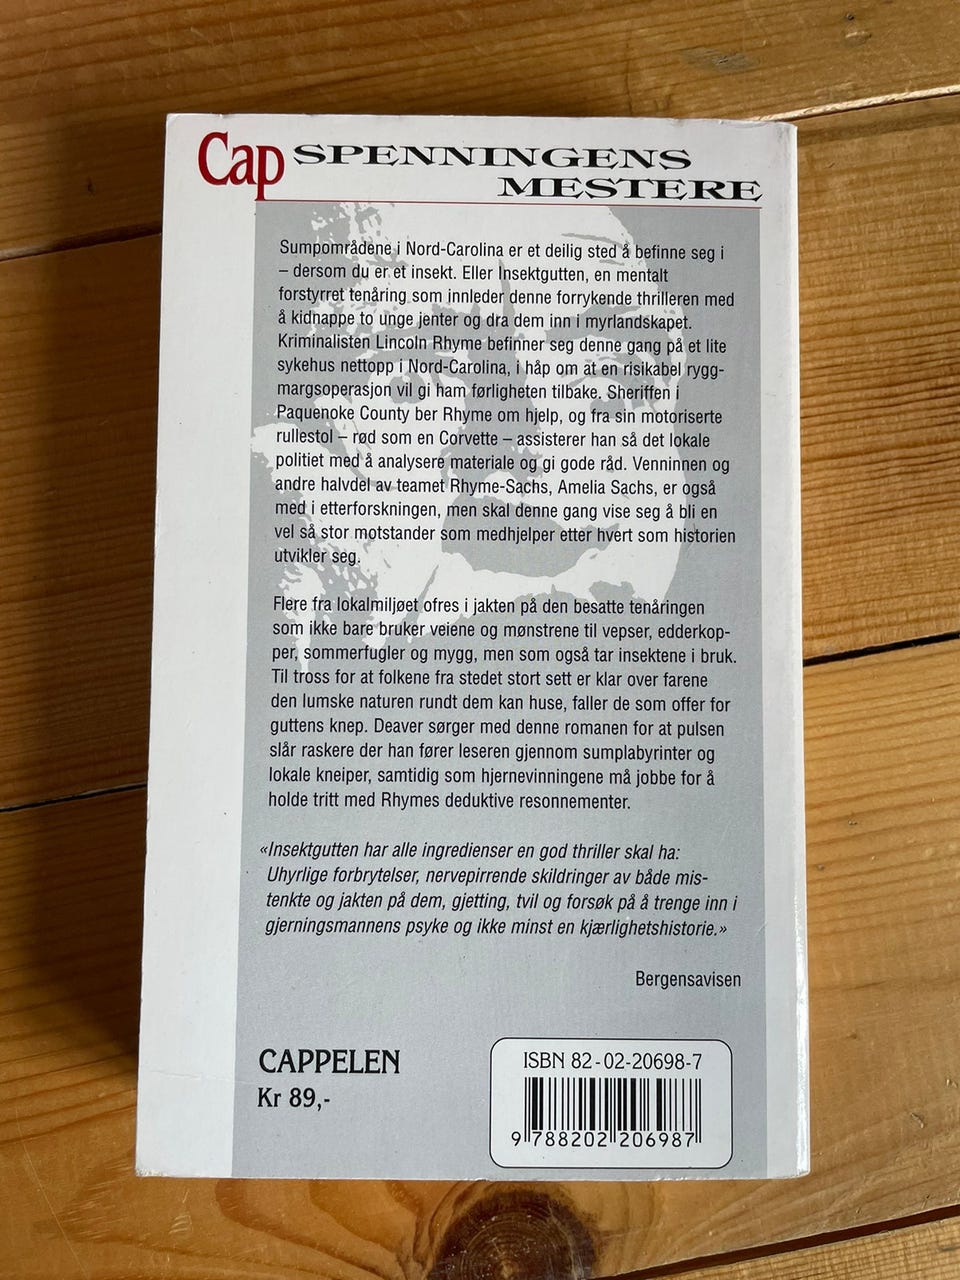 Cap SPENNINGENS
MESTERE
Sumpområdene i Nord-Carolina er et deilig sted å befinne seg i
– dersom du er et insekt. Eller Insektgutten, en mentalt
forstyrret tenåring som innleder denne forrykende thrilleren med
å kidnappe to unge jenter og dra dem inn i myrlandskapet.
Kriminalisten Lincoln Rhyme befinner seg denne gang på et lite
sykehus nettopp i Nord-Carolina, i håp om at en risikabel rygg-
margsoperasjon vil gi ham førligheten tilbake. Sheriffen i
Paquenoke County ber Rhyme om hjelp, og fra sin motoriserte
rullestol – rød som en Corvette – assisterer han så det lokale
politiet med å analysere materiale og gi gode råd. Venninnen og
andre halvdel av teamet Rhyme-Sachs, Amelia Sachs, er også
med i etterforskningen, men skal denne gang vise seg å bli en
vel så stor motstander som medhjelper etter hvert som historien
utvikler seg.
Flere fra lokalmiljøet ofres i jakten på den besatte tenåringen
som ikke bare bruker veiene og mønstrene til vepser, edderkop-
per, sommerfugler og mygg, men som også tar insektene i bruk.
Til tross for at folkene fra stedet stort sett er klar over farene
den lumske naturen rundt dem kan huse, faller de som offer for
guttens knep. Deaver sørger med denne romanen for at pulsen
slår raskere der han fører leseren gjennom sumplabyrinter og
lokale kneiper, samtidig som hjernevinningene må jobbe for å
holde tritt med Rhymes deduktive resonnementer.
«Insektgutten har alle ingredienser en god thriller skal ha:
Uhyrlige forbrytelser, nervepirrende skildringer av både mis-
tenkte og jakten på dem, gjetting, tvil og forsøk på å trenge inn i
gjerningsmannens psyke og ikke minst en kjærlighetshistorie.»
Bergensavisen
CAPPELEN
Kr 89,-
ISBN 82-02-20698-7
9 788202 206987